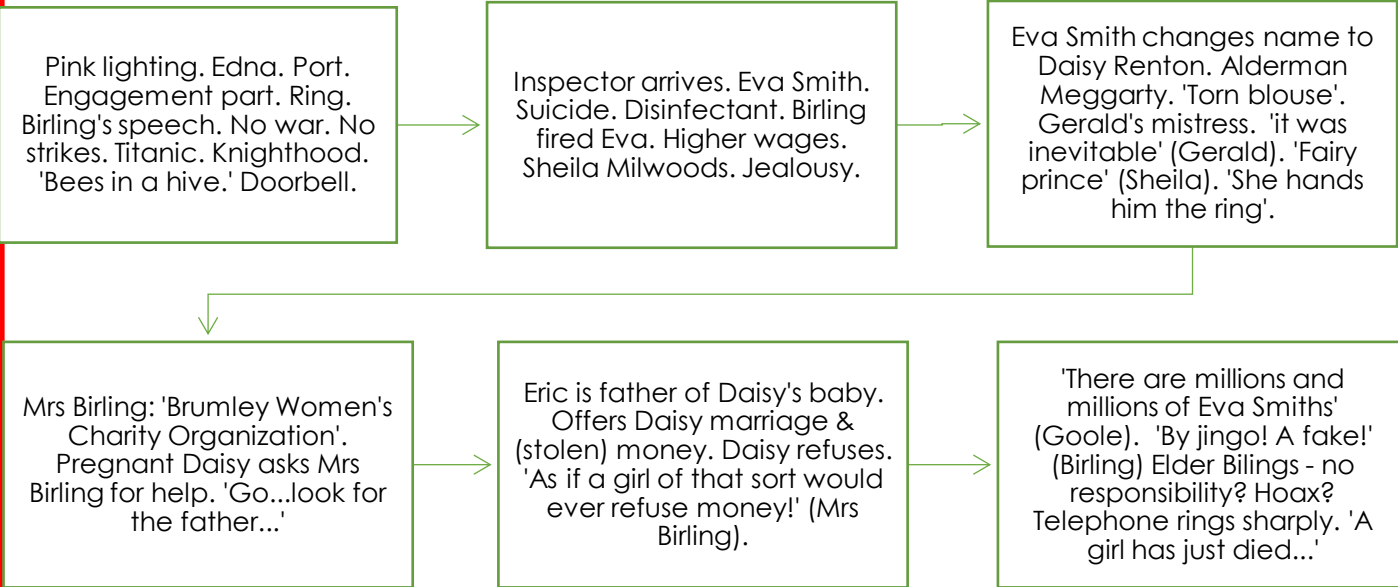 Pink lighting. Edna. Port.
Engagement part. Ring.
Birling's speech. No war. No
strikes. Titanic. Knighthood.
'Bees in a hive.' Doorbell.
Inspector arrives. Eva Smith.
Suicide. Disinfectant. Birling
fired Eva. Higher wages.
Sheila Milwoods. Jealousy.
Eva Smith changes name to
Daisy Renton. Alderman
Meggarty. 'Torn blouse'.
Gerald's mistress. 'it was
inevitable' (Gerald). 'Fairy
prince' (Sheila). 'She hands
him the ring'.
Mrs Birling: 'Brumley Women's
Charity Organization'.
Pregnant Daisy asks Mrs
Birling for help. 'Go...look for
the father...'
Eric is father of Daisy's baby.
Offers Daisy marriage &
(stolen) money. Daisy refuses.
'As if a girl of that sort would
ever refuse money!' (Mrs
Birling).
'There are millions and
millions of Eva Smiths'
(Goole). 'By jingo! A fake!'
(Birling) Elder Bilings - no
responsibility? Hoax?
Telephone rings sharply. 'A
girl has just died...'